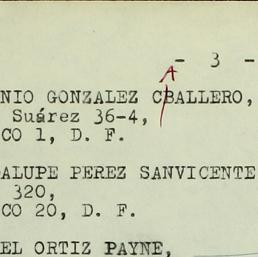 - 3 -
A
NIO GONZALEZ CBALLERO,
Suárez 36-4,
CO 1, D. F.
ALUPE PEREZ SANVICENTE
320,
CO 20, D. F.
EL ORTIZ PAYNE,